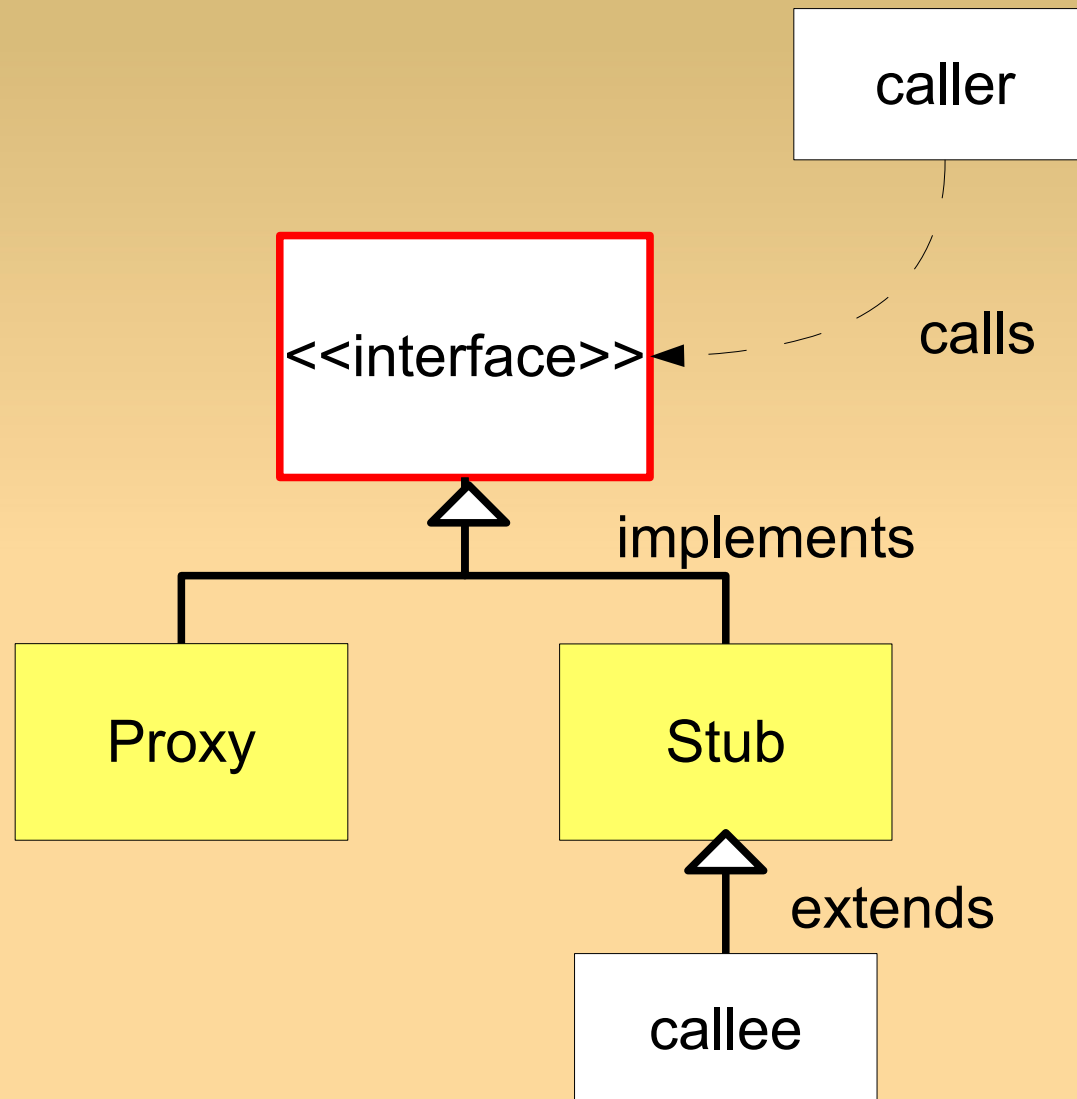 caller
<<interface>>
calls
implements
Proxy
Stub
extends
callee